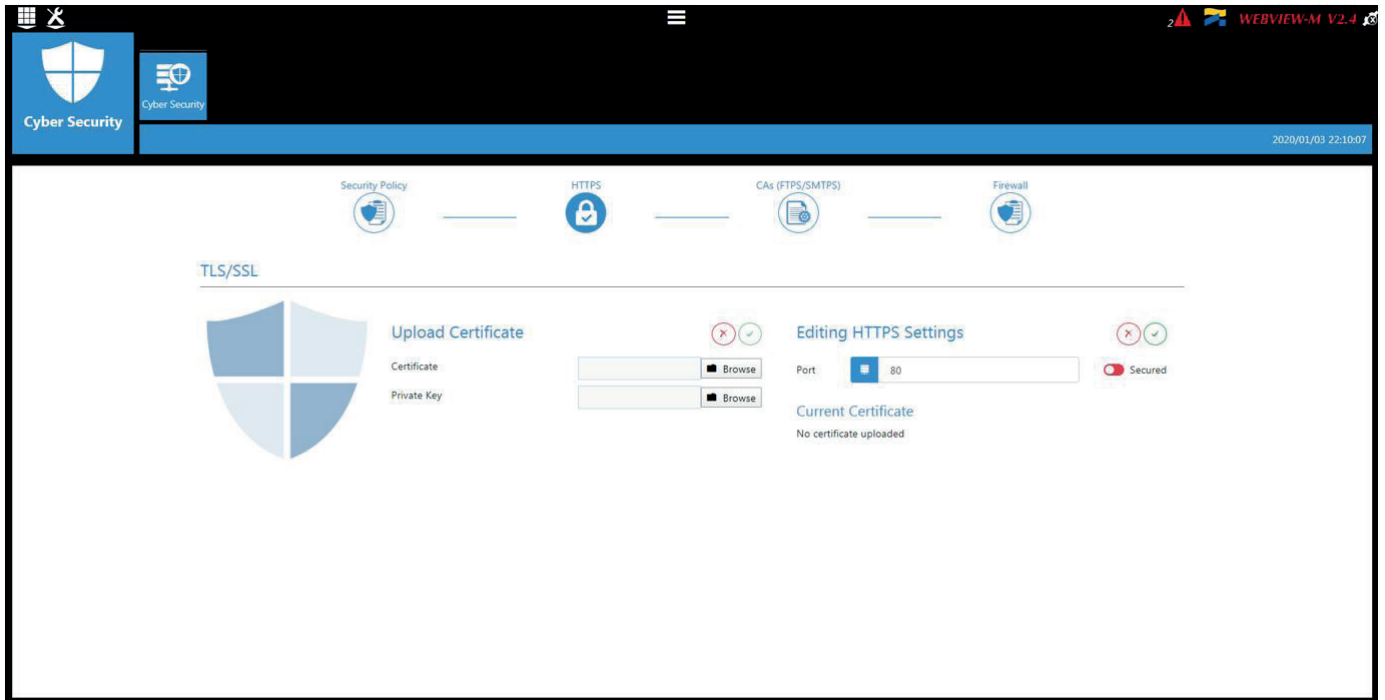 2
WEBVIEW-M V2.4
Cyber Security
Cyber Security
2020/01/03 22:10:07
Security Policy
HTTPS
CAs (FTPS/SMTPS)
Firewall
TLS/SSL
Upload Certificate
Certificate
Browse
Private Key
Browse
Editing HTTPS Settings
Port
80
Secured
Current Certificate
No certificate uploaded